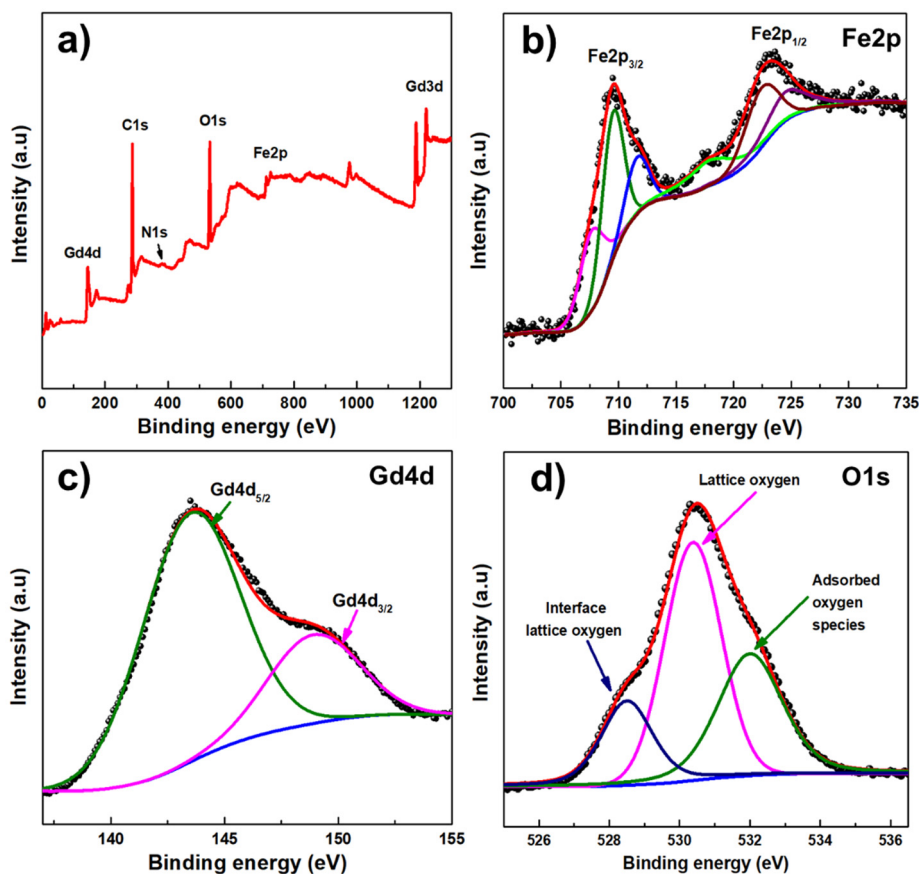 a)
Gd4d
C1s
N1s
O1s
Fe2p
Gd3d
Intensity (a.u)
0 200 400 600 800 1000 1200
Binding energy (eV)
b)
Fe2p
Fe2p3/2
Fe2p1/2
Intensity (a.u)
700 705 710 715 720 725 730 735
Binding energy (eV)
c)
Gd4d
Gd4d5/2
Gd4d3/2
Intensity (a.u)
140 145 150 155
Binding energy (eV)
d)
O1s
Lattice oxygen
Interface
lattice oxygen
Adsorbed
oxygen
species
Intensity (a.u)
526 528 530 532 534 536
Binding energy (eV)